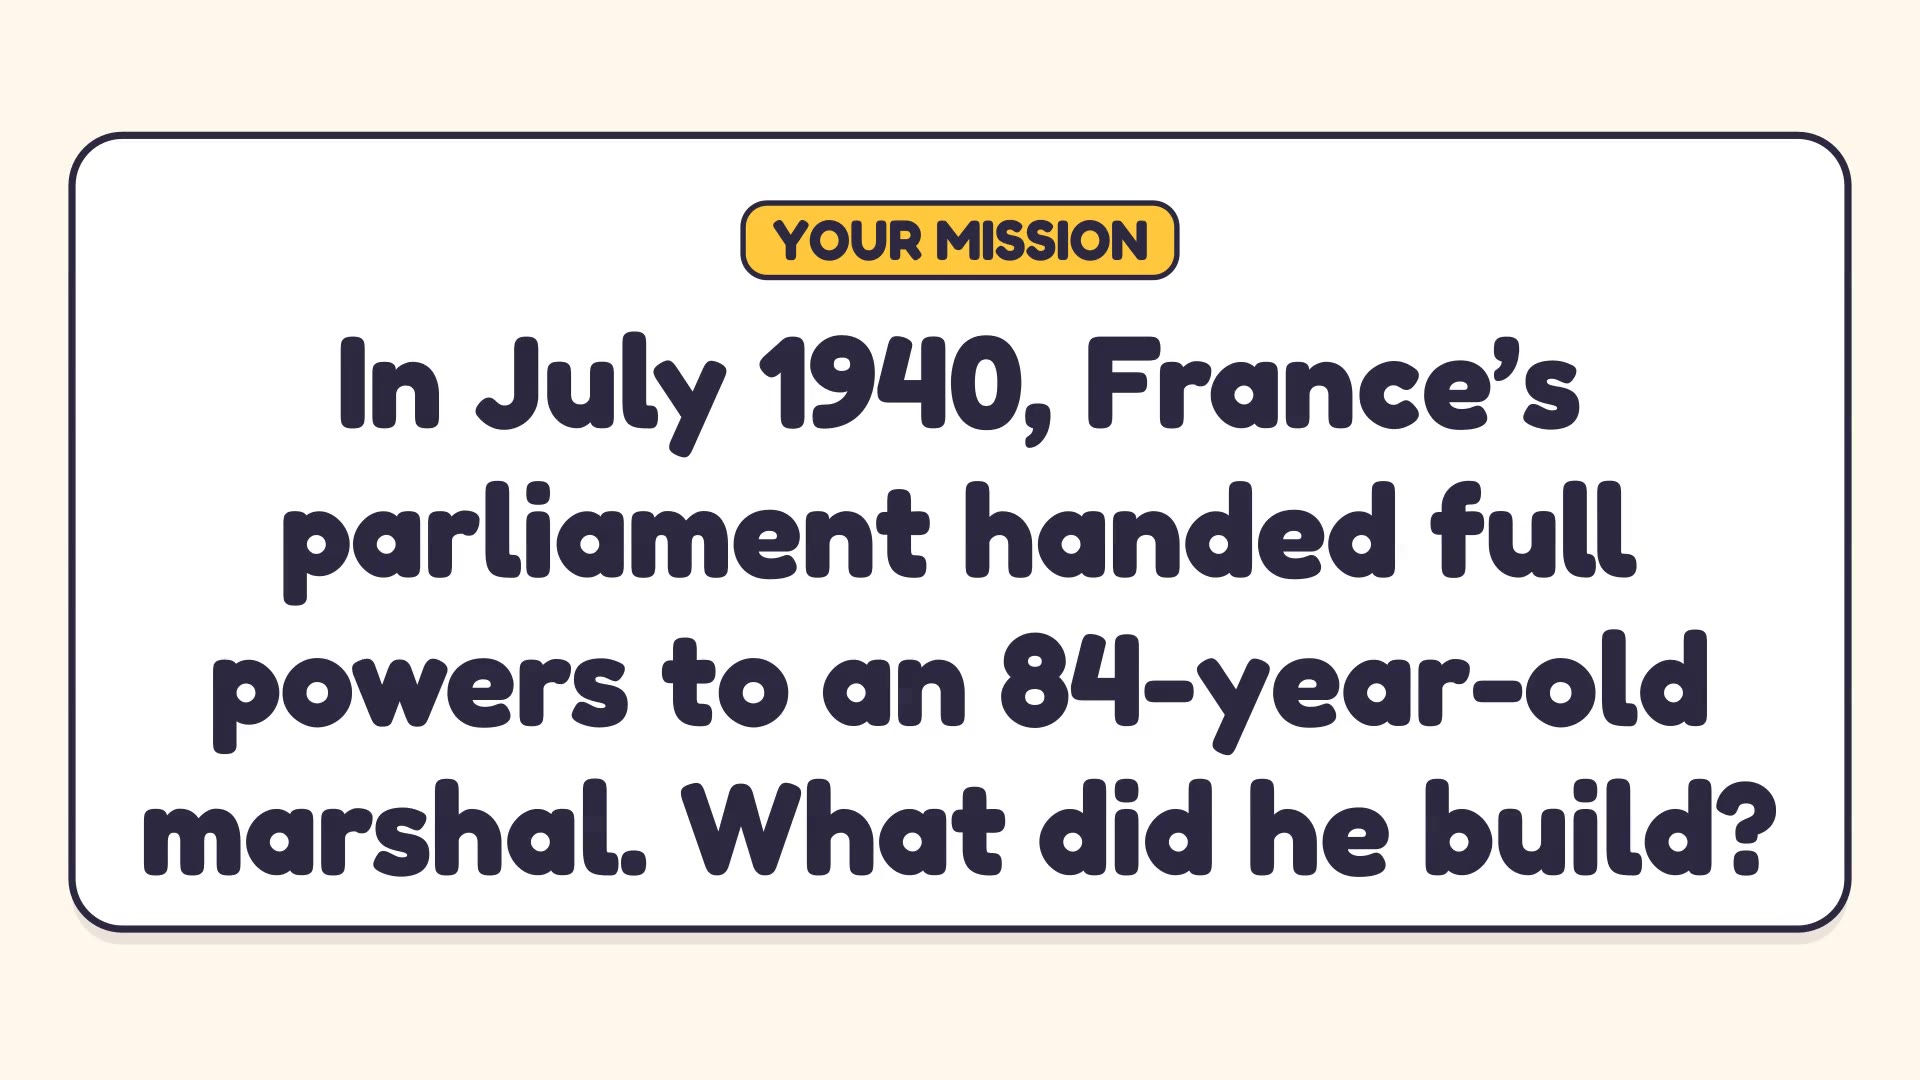 YOUR MISSION
In July 1940, France’s
parliament handed full
powers to an 84-year-old
marshal. What did he build?